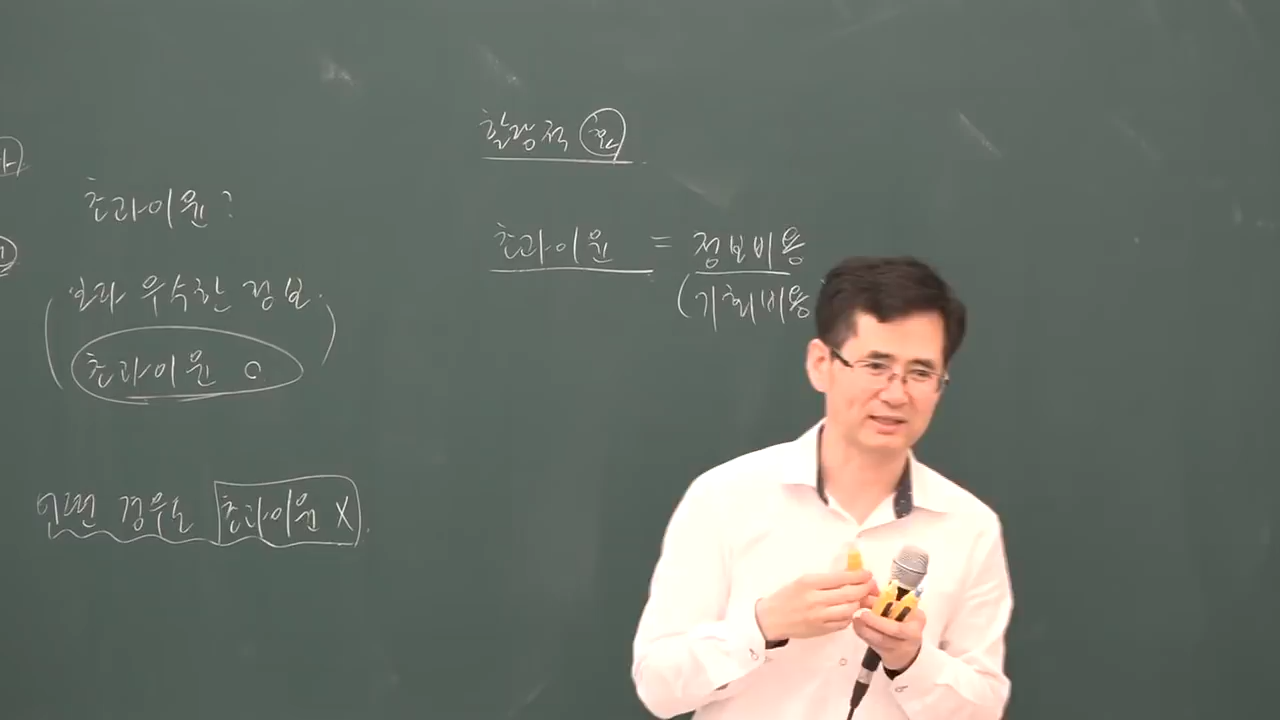 초과이윤?
(보다 우수한 정보.
초과이윤 O)
어떤 경우도 초과이윤 X.
할당적 효
초과이윤 = 정보비용
(기회비용